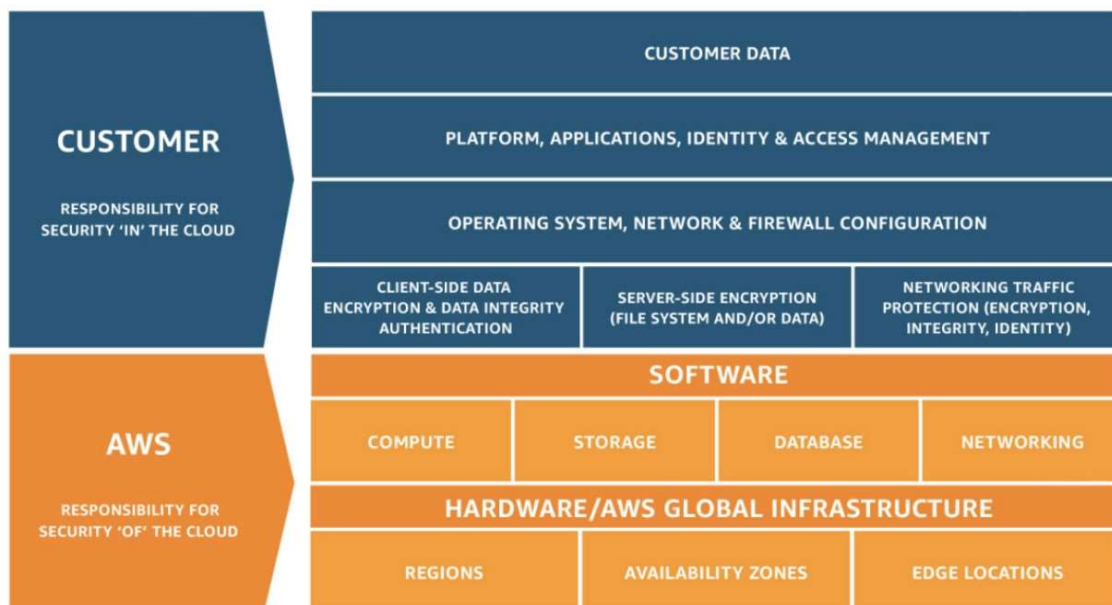 CUSTOMER
RESPONSIBILITY FOR
SECURITY ‘IN’ THE CLOUD
CUSTOMER DATA
PLATFORM, APPLICATIONS, IDENTITY & ACCESS MANAGEMENT
OPERATING SYSTEM, NETWORK & FIREWALL CONFIGURATION
CLIENT-SIDE DATA
ENCRYPTION & DATA INTEGRITY
AUTHENTICATION
SERVER-SIDE ENCRYPTION
(FILE SYSTEM AND/OR DATA)
NETWORKING TRAFFIC
PROTECTION (ENCRYPTION,
INTEGRITY, IDENTITY)
AWS
RESPONSIBILITY FOR
SECURITY ‘OF’ THE CLOUD
SOFTWARE
COMPUTE
STORAGE
DATABASE
NETWORKING
HARDWARE/AWS GLOBAL INFRASTRUCTURE
REGIONS
AVAILABILITY ZONES
EDGE LOCATIONS